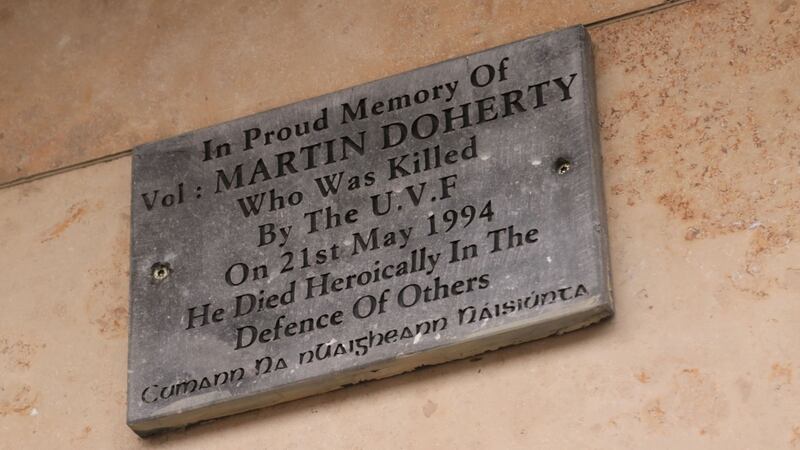 In Proud Memory Of
Vol : MARTIN DOHERTY
Who Was Killed
By The U.V.F
On 21st May 1994
He Died Heroically In The
Defence Of Others
Cumann Na nUaigheann Náisiúnta